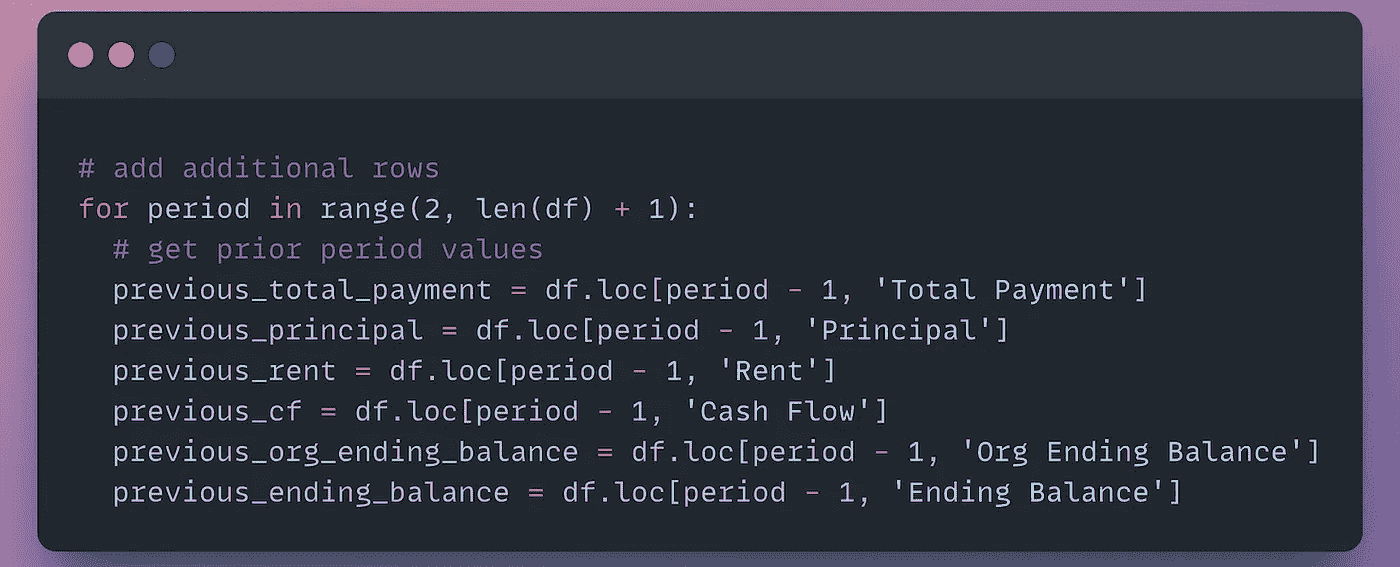 # add additional rows
for period in range(2, len(df) + 1):
  # get prior period values
  previous_total_payment = df.loc[period - 1, 'Total Payment']
  previous_principal = df.loc[period - 1, 'Principal']
  previous_rent = df.loc[period - 1, 'Rent']
  previous_cf = df.loc[period - 1, 'Cash Flow']
  previous_org_ending_balance = df.loc[period - 1, 'Org Ending Balance']
  previous_ending_balance = df.loc[period - 1, 'Ending Balance']